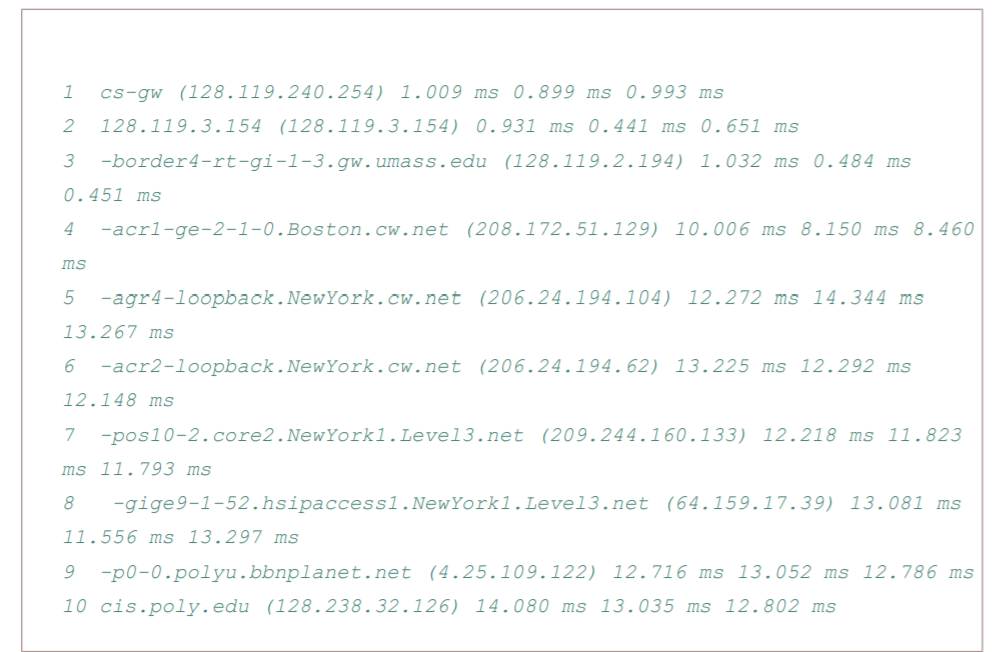 1 cs-gw (128.119.240.254) 1.009 ms 0.899 ms 0.993 ms
2 128.119.3.154 (128.119.3.154) 0.931 ms 0.441 ms 0.651 ms
3 -border4-rt-gi-1-3.gw.umass.edu (128.119.2.194) 1.032 ms 0.484 ms
0.451 ms
4 -acr1-ge-2-1-0.Boston.cw.net (208.172.51.129) 10.006 ms 8.150 ms 8.460
ms
5 -agr4-loopback.NewYork.cw.net (206.24.194.104) 12.272 ms 14.344 ms
13.267 ms
6 -acr2-loopback.NewYork.cw.net (206.24.194.62) 13.225 ms 12.292 ms
12.148 ms
7 -pos10-2.core2.NewYork1.Level3.net (209.244.160.133) 12.218 ms 11.823
ms 11.793 ms
8 -gige9-1-52.hsipaccess1.NewYork1.Level3.net (64.159.17.39) 13.081 ms
11.556 ms 13.297 ms
9 -p0-0.polyu.bbnplanet.net (4.25.109.122) 12.716 ms 13.052 ms 12.786 ms
10 cis.poly.edu (128.238.32.126) 14.080 ms 13.035 ms 12.802 ms